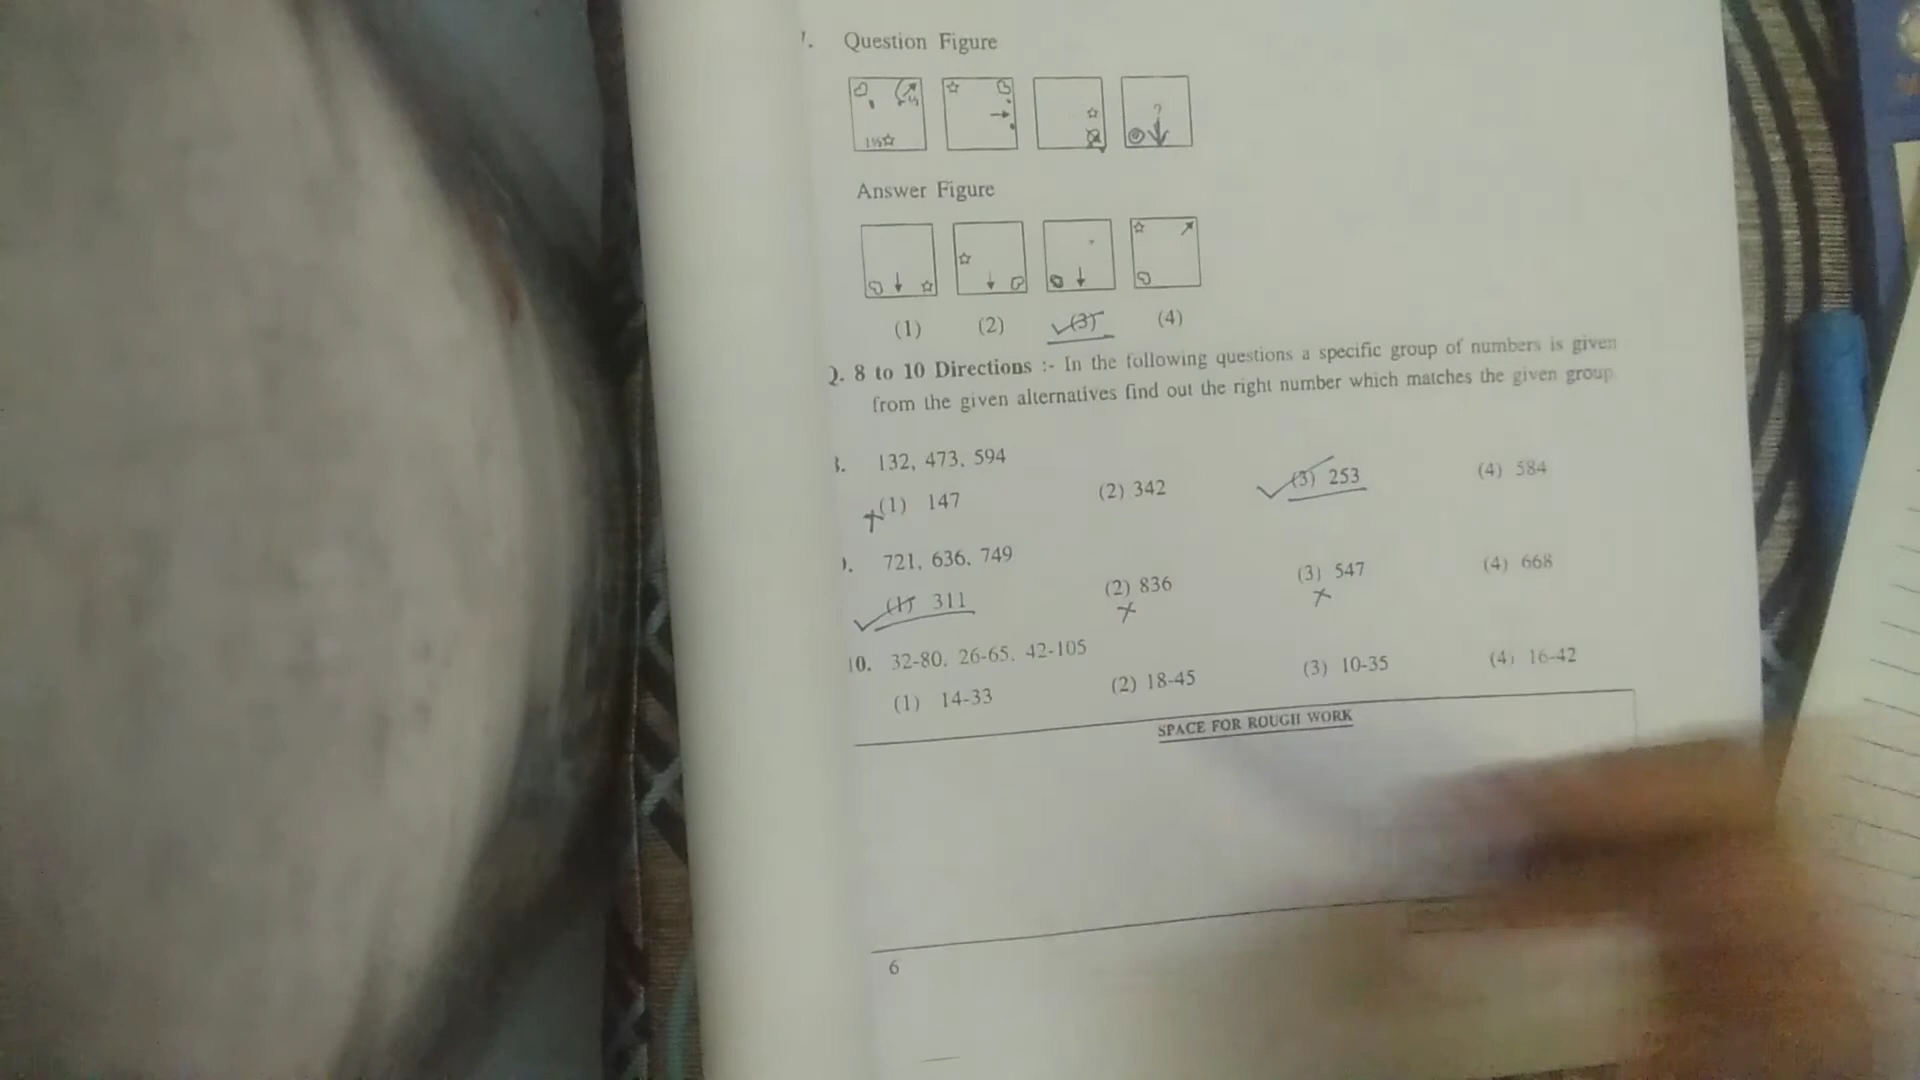 Question Figure
?
Answer Figure
(1) (2) (3) (4)
Q. 8 to 10 Directions :- In the following questions a specific group of numbers is given
from the given alternatives find out the right number which matches the given group
132, 473, 594
(1) 147 (2) 342 (3) 253 (4) 584
721, 636, 749
(1) 311 (2) 836 (3) 547 (4) 668
10. 32-80, 26-65, 42-105
(1) 14-33 (2) 18-45 (3) 10-35 (4) 16-42
SPACE FOR ROUGH WORK
6